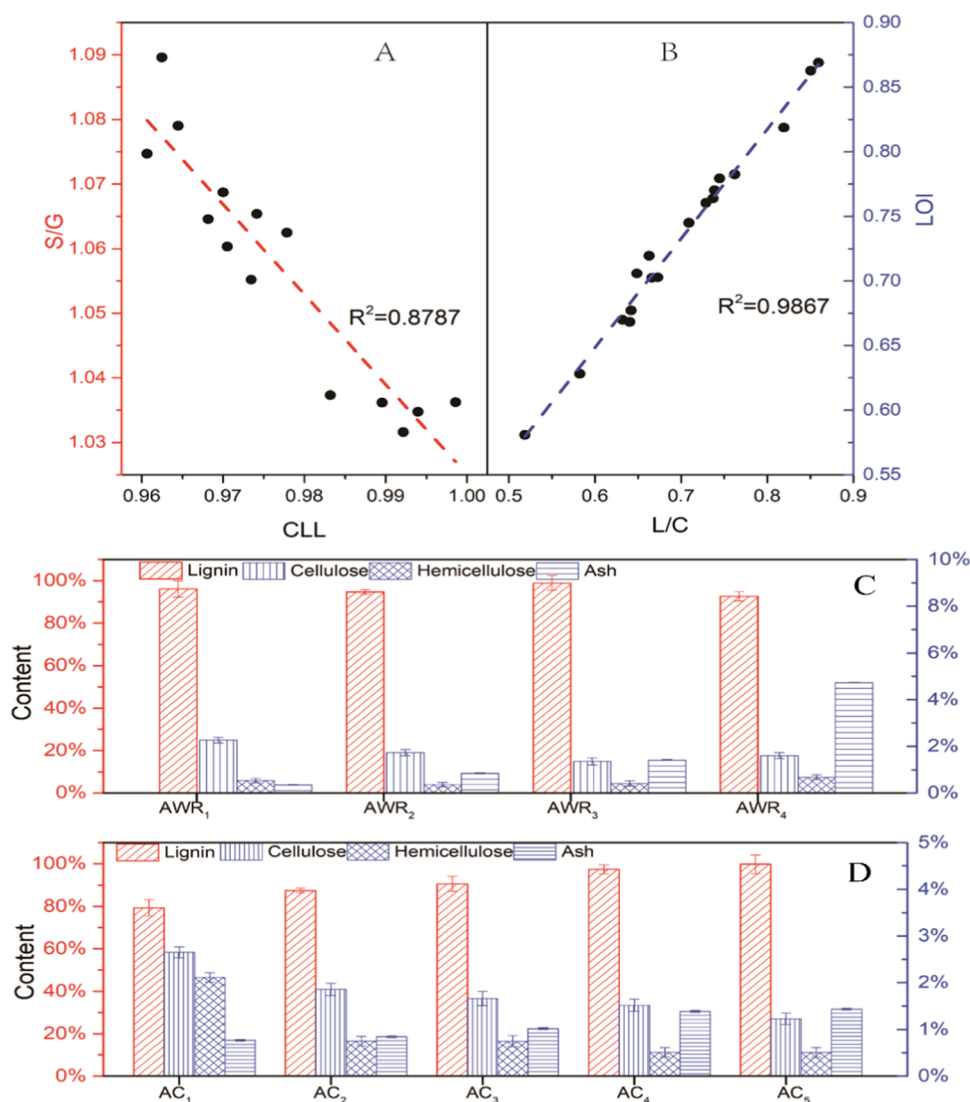 A
B
1.09
1.08
1.07
1.06
1.05
1.04
1.03
S/G
R²=0.8787
R²=0.9867
0.90
0.85
0.80
0.75
0.70
0.65
0.60
0.55
LOI
0.96 0.97 0.98 0.99 1.00 0.5 0.6 0.7 0.8 0.9
CLL L/C
Lignin Cellulose Hemicellulose Ash
C
100%
80%
60%
40%
20%
0%
Content
10%
8%
6%
4%
2%
0%
AWR₁ AWR₂ AWR₃ AWR₄
Lignin Cellulose Hemicellulose Ash
D
100%
80%
60%
40%
20%
0%
Content
5%
4%
3%
2%
1%
0%
AC₁ AC₂ AC₃ AC₄ AC₅